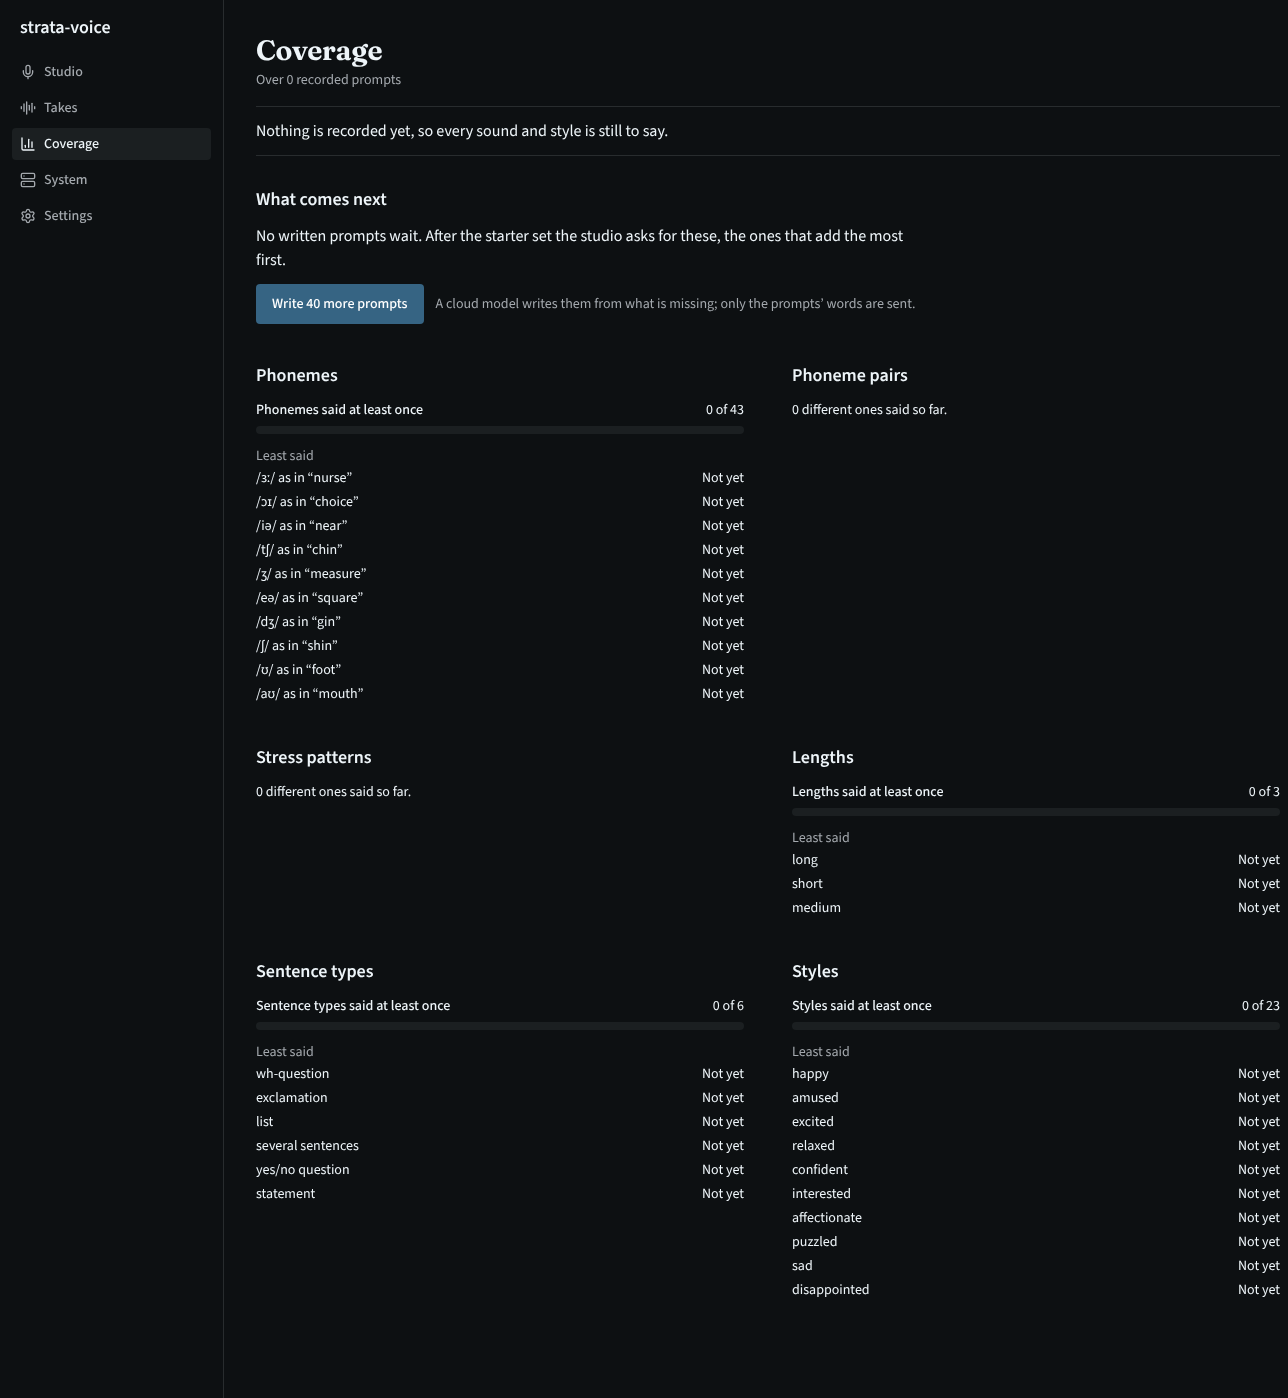 strata-voice
Studio
Takes
Coverage
System
Settings
Coverage
Over 0 recorded prompts
Nothing is recorded yet, so every sound and style is still to say.
What comes next
No written prompts wait. After the starter set the studio asks for these, the ones that add the most
first.
Write 40 more prompts
A cloud model writes them from what is missing; only the prompts’ words are sent.
Phonemes
Phonemes said at least once 0 of 43
Least said
/ɜː/ as in “nurse” Not yet
/ɔɪ/ as in “choice” Not yet
/iə/ as in “near” Not yet
/tʃ/ as in “chin” Not yet
/ʒ/ as in “measure” Not yet
/eə/ as in “square” Not yet
/dʒ/ as in “gin” Not yet
/ʃ/ as in “shin” Not yet
/ʊ/ as in “foot” Not yet
/aʊ/ as in “mouth” Not yet
Phoneme pairs
0 different ones said so far.
Stress patterns
0 different ones said so far.
Lengths
Lengths said at least once 0 of 3
Least said
long Not yet
short Not yet
medium Not yet
Sentence types
Sentence types said at least once 0 of 6
Least said
wh-question Not yet
exclamation Not yet
list Not yet
several sentences Not yet
yes/no question Not yet
statement Not yet
Styles
Styles said at least once 0 of 23
Least said
happy Not yet
amused Not yet
excited Not yet
relaxed Not yet
confident Not yet
interested Not yet
affectionate Not yet
puzzled Not yet
sad Not yet
disappointed Not yet